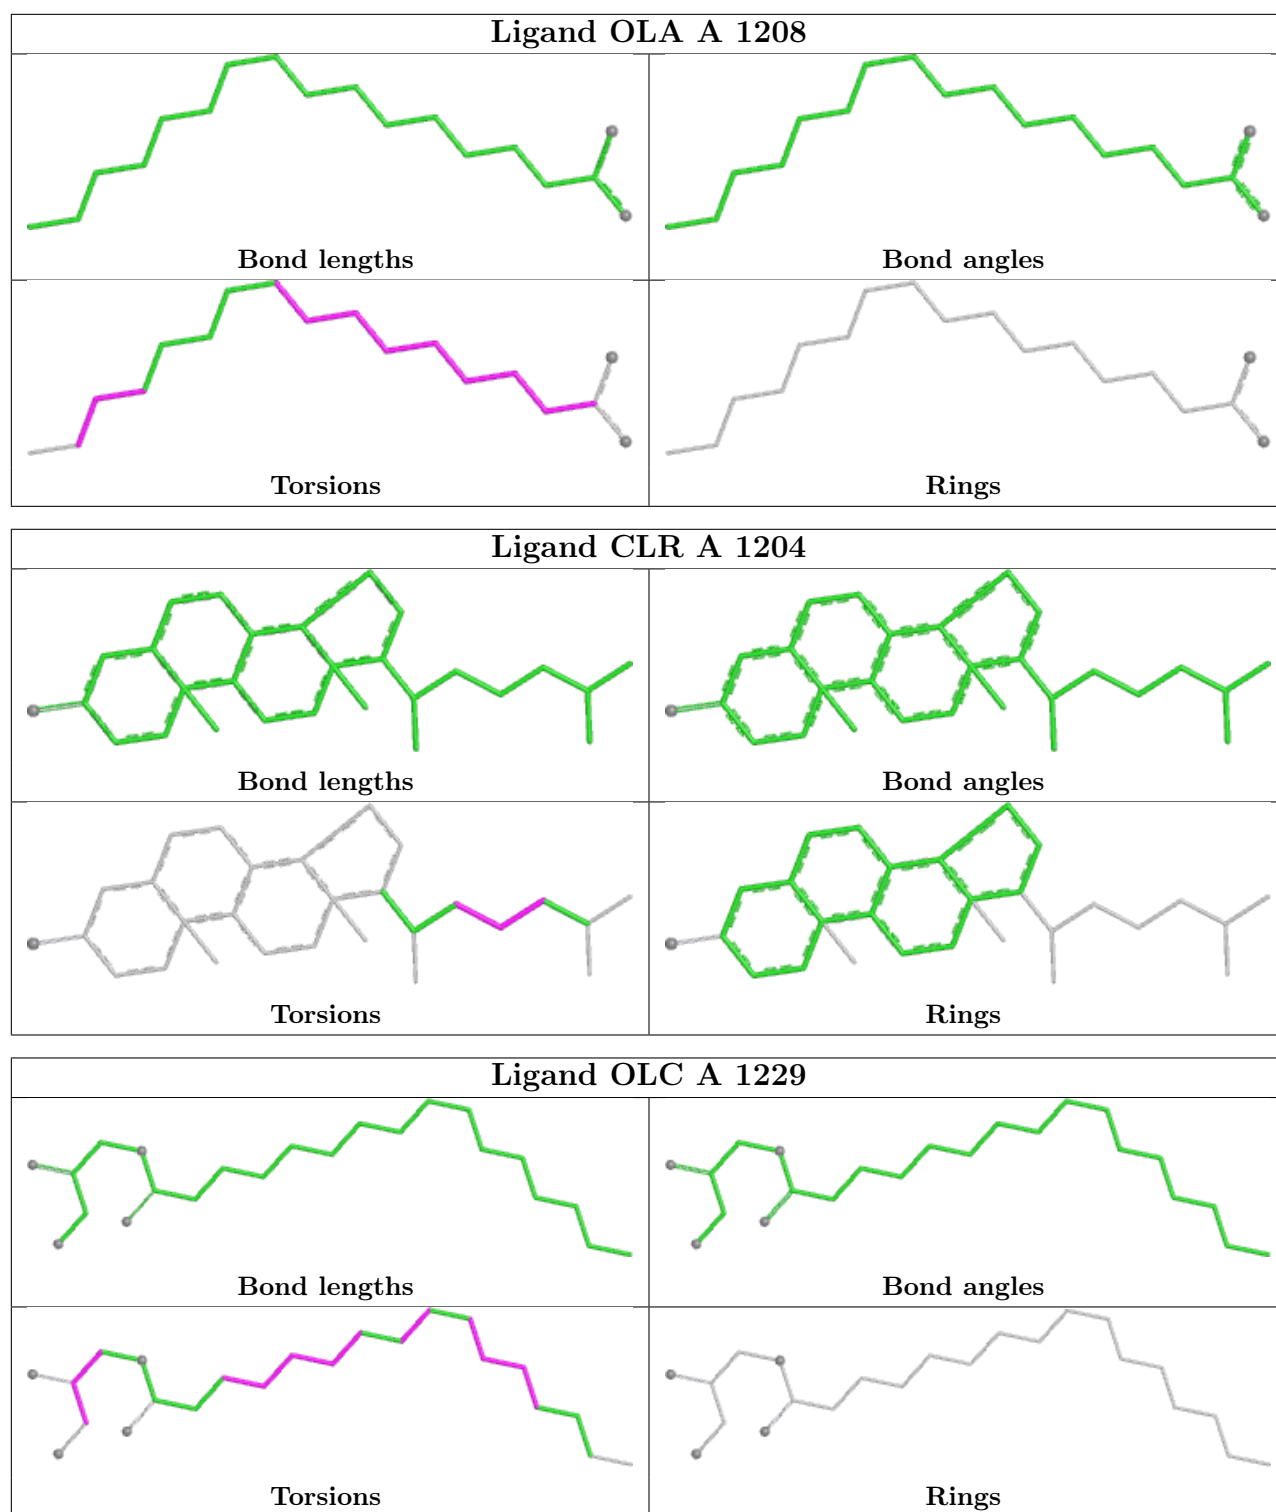 Ligand OLA A 1208
Bond lengths
Bond angles
Torsions
Rings
Ligand CLR A 1204
Bond lengths
Bond angles
Torsions
Rings
Ligand OLC A 1229
Bond lengths
Bond angles
Torsions
Rings